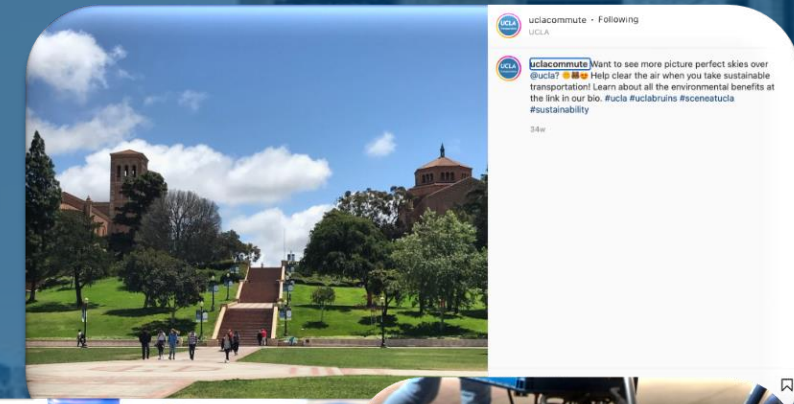 uclacommute • Following
UCLA
UCLA
uclacommute Want to see more picture perfect skies over
@ucla? 🌞🐻😍 Help clear the air when you take sustainable
transportation! Learn about all the environmental benefits at
the link in our bio. #ucla #uclabruins #sceneatucla
#sustainability
34w
UCLA